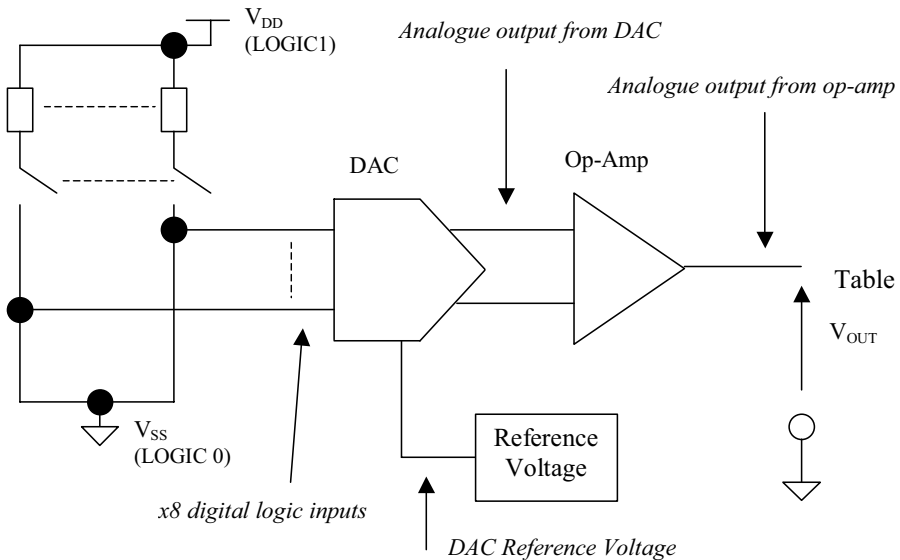 V_DD
(LOGIC1)
Analogue output from DAC
Analogue output from op-amp
DAC
Op-Amp
Table
V_OUT
V_SS
(LOGIC 0)
Reference
Voltage
x8 digital logic inputs
DAC Reference Voltage